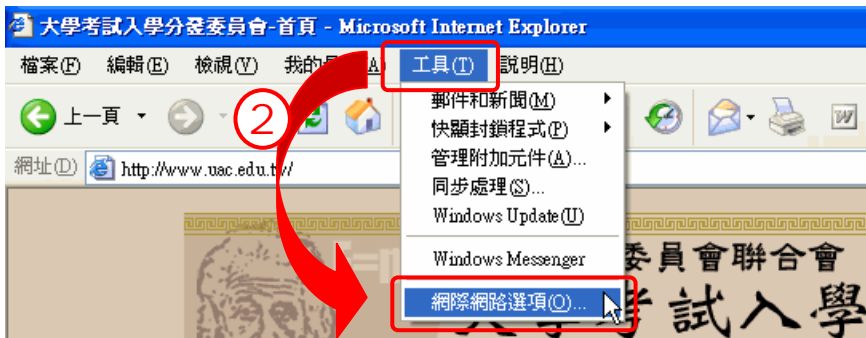 大學考試入學分發委員會-首頁 - Microsoft Internet Explorer
檔案(F) 編輯(E) 檢視(V) 我的 工具(T) 說明(H)
上一頁
2
網址(D) http://www.uac.edu.tw/
郵件和新聞(M)
快顯封鎖程式(P)
管理附加元件(A)...
同步處理(S)...
Windows Update(U)
Windows Messenger
網際網路選項(O)...
委員會聯合會
試入學